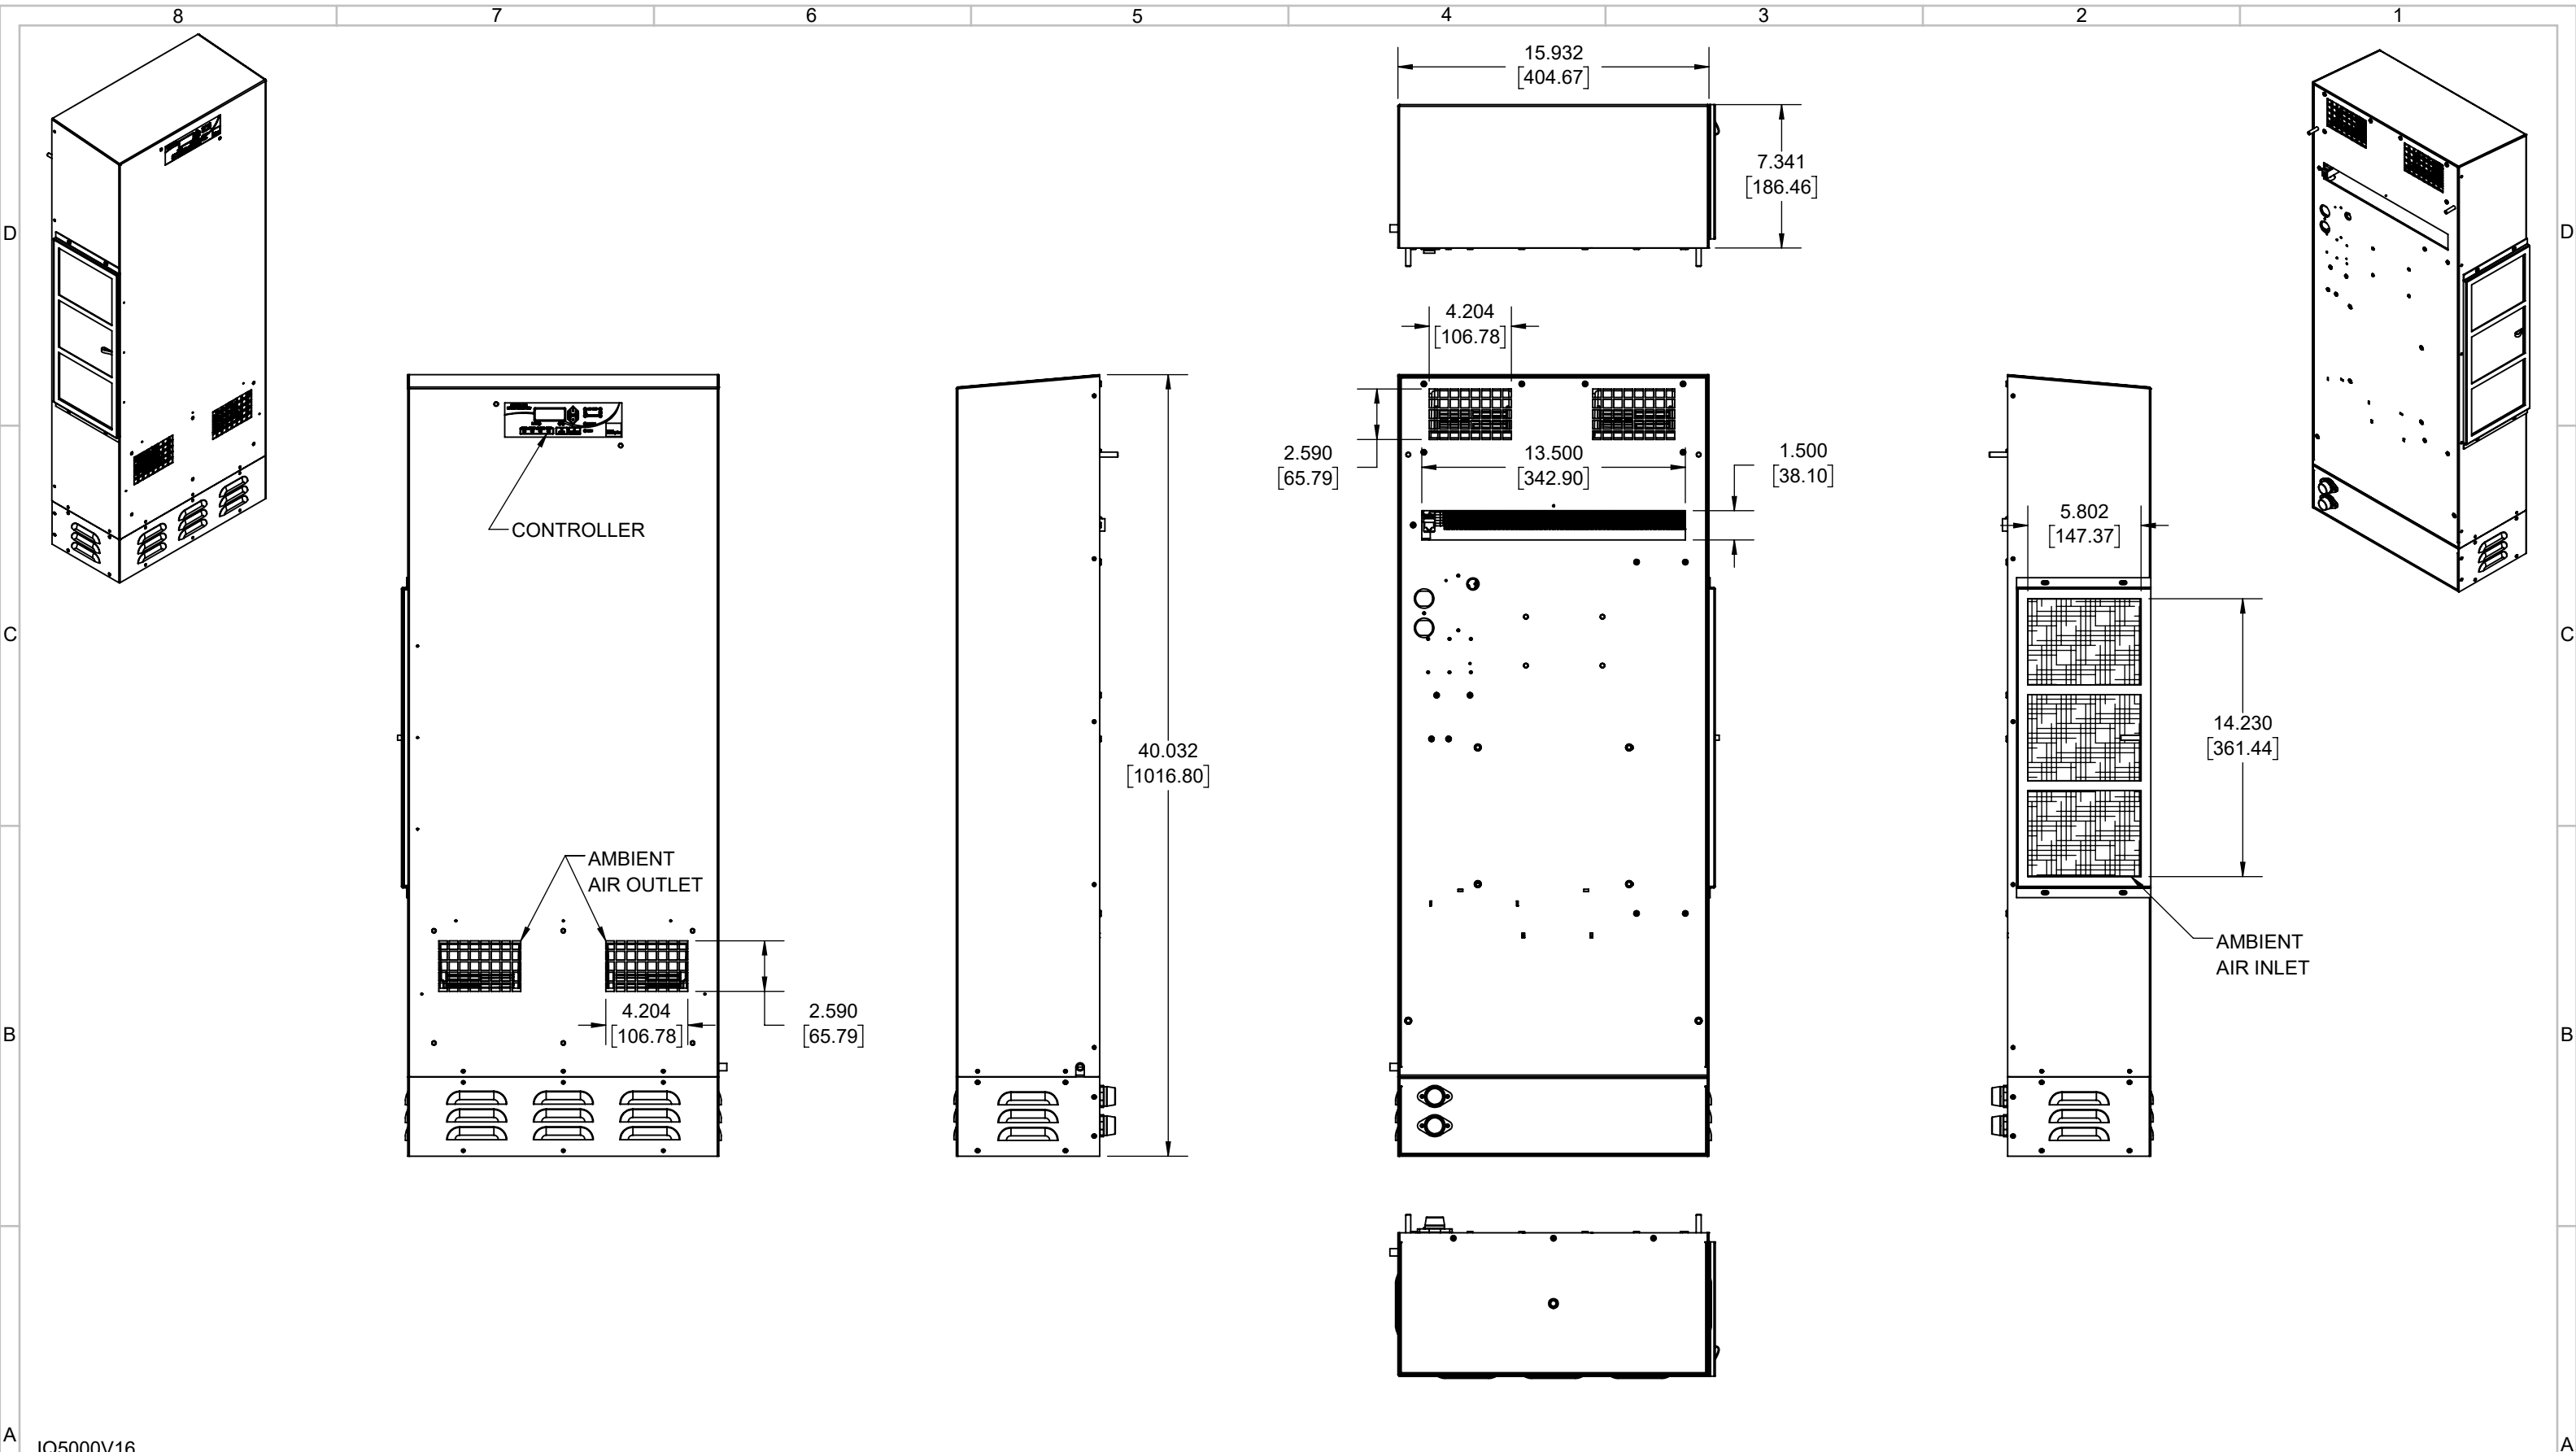 8 7 6 5 4 3 2 1
15.932
[404.67]
7.341
[186.46]
D
D
4.204
[106.78]
2.590
[65.79]
13.500
[342.90]
1.500
[38.10]
CONTROLLER
5.802
[147.37]
C
C
14.230
[361.44]
40.032
[1016.80]
AMBIENT
AIR OUTLET
AMBIENT
AIR INLET
4.204
[106.78]
2.590
[65.79]
B
B
A
A
IQ5000V16